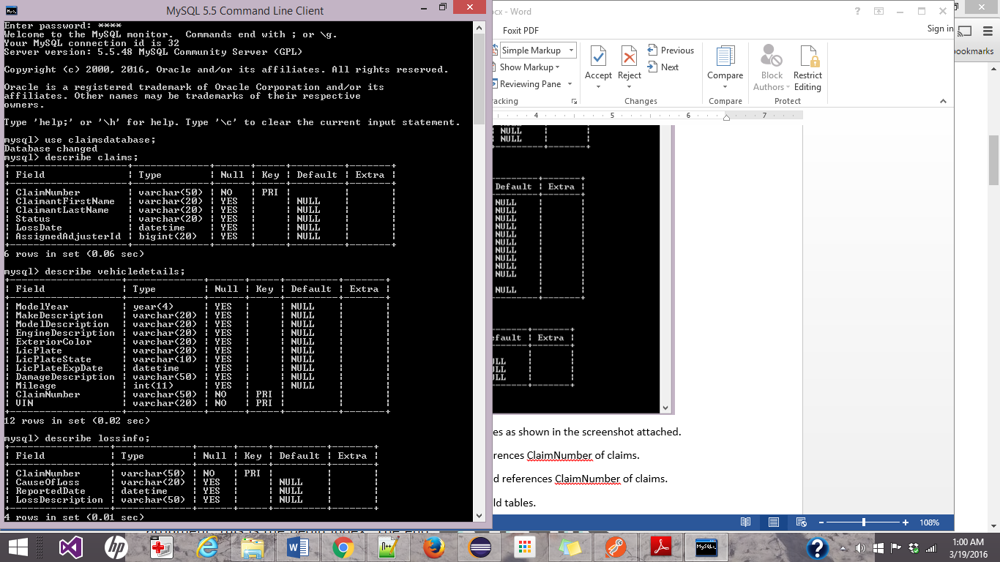 MySQL 5.5 Command Line Client
Enter password: ****
Welcome to the MySQL monitor.  Commands end with ; or \g.
Your MySQL connection id is 32
Server version: 5.5.48 MySQL Community Server (GPL)
Copyright (c) 2000, 2016, Oracle and/or its affiliates. All rights reserved.
Oracle is a registered trademark of Oracle Corporation and/or its
affiliates. Other names may be trademarks of their respective
owners.
Type 'help;' or '\h' for help. Type '\c' to clear the current input statement.
mysql> use claimsdatabase;
Database changed
mysql> describe claims;
| Field | Type | Null | Key | Default | Extra |
| ClaimNumber | varchar(50) | NO | PRI | | |
| ClaimantFirstName | varchar(20) | YES | | NULL | |
| ClaimantLastName | varchar(20) | YES | | NULL | |
| Status | varchar(20) | YES | | NULL | |
| LossDate | datetime | YES | | NULL | |
| AssignedAdjusterId | bigint(20) | YES | | NULL | |
6 rows in set (0.06 sec)
mysql> describe vehicledetails;
| Field | Type | Null | Key | Default | Extra |
| ModelYear | year(4) | YES | | NULL | |
| MakeDescription | varchar(20) | YES | | NULL | |
| ModelDescription | varchar(20) | YES | | NULL | |
| EngineDescription | varchar(20) | YES | | NULL | |
| ExteriorColor | varchar(20) | YES | | NULL | |
| LicPlate | varchar(20) | YES | | NULL | |
| LicPlateState | varchar(10) | YES | | NULL | |
| LicPlateExpDate | datetime | YES | | NULL | |
| DamageDescription | varchar(50) | YES | | NULL | |
| Mileage | int(11) | YES | | NULL | |
| ClaimNumber | varchar(50) | NO | PRI | | |
| VIN | varchar(20) | NO | PRI | | |
12 rows in set (0.02 sec)
mysql> describe lossinfo;
| Field | Type | Null | Key | Default | Extra |
| ClaimNumber | varchar(50) | NO | PRI | | |
| CauseOfLoss | varchar(20) | YES | | NULL | |
| ReportedDate | datetime | YES | | NULL | |
| LossDescription | varchar(50) | YES | | NULL | |
4 rows in set (0.01 sec)
ocx - Word
Foxit PDF
Sign in
Simple Markup
Show Markup
Reviewing Pane
racking
Accept
Reject
Previous
Next
Changes
Compare
Compare
Block Authors
Restrict Editing
Protect
ookmarks
4 5 6 7
NULL
NULL
Default | Extra |
NULL
NULL
NULL
NULL
NULL
NULL
NULL
NULL
NULL
NULL
NULL
efault | Extra |
ULL
ULL
ULL
es as shown in the screenshot attached.
rences ClaimNumber of claims.
d references ClaimNumber of claims.
ld tables.
108%
1:00 AM
3/19/2016